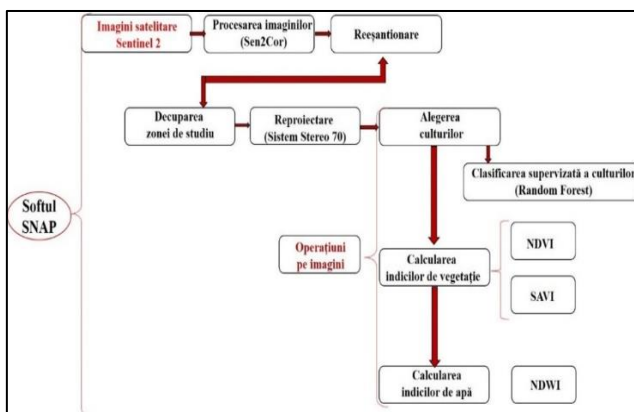 Imagini satelitare
Sentinel 2
Procesarea imaginilor
(Sen2Cor)
Reeșantionare
Decuparea
zonei de studiu
Reproiectare
(Sistem Stereo 70)
Alegerea
culturilor
Clasificarea supervizată a culturilor
(Random Forest)
Softul
SNAP
Operațiuni
pe imagini
Calcularea
indicilor de vegetație
NDVI
SAVI
Calcularea
indicilor de apă
NDWI